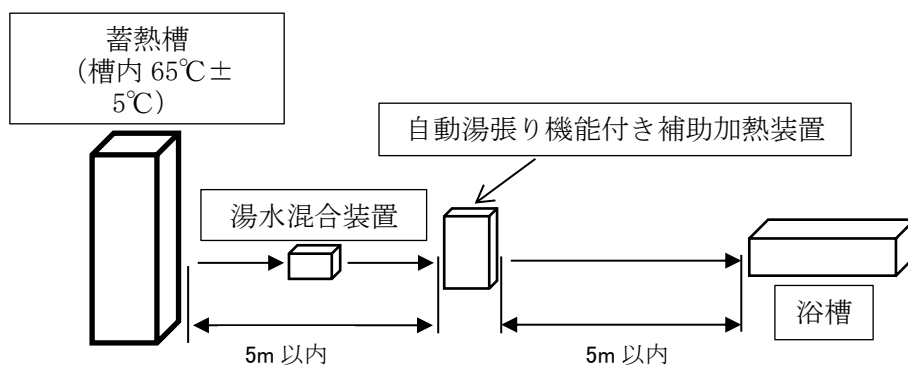 蓄熱槽
（槽内 65℃±
5℃）
自動湯張り機能付き補助加熱装置
湯水混合装置
浴槽
5m 以内
5m 以内